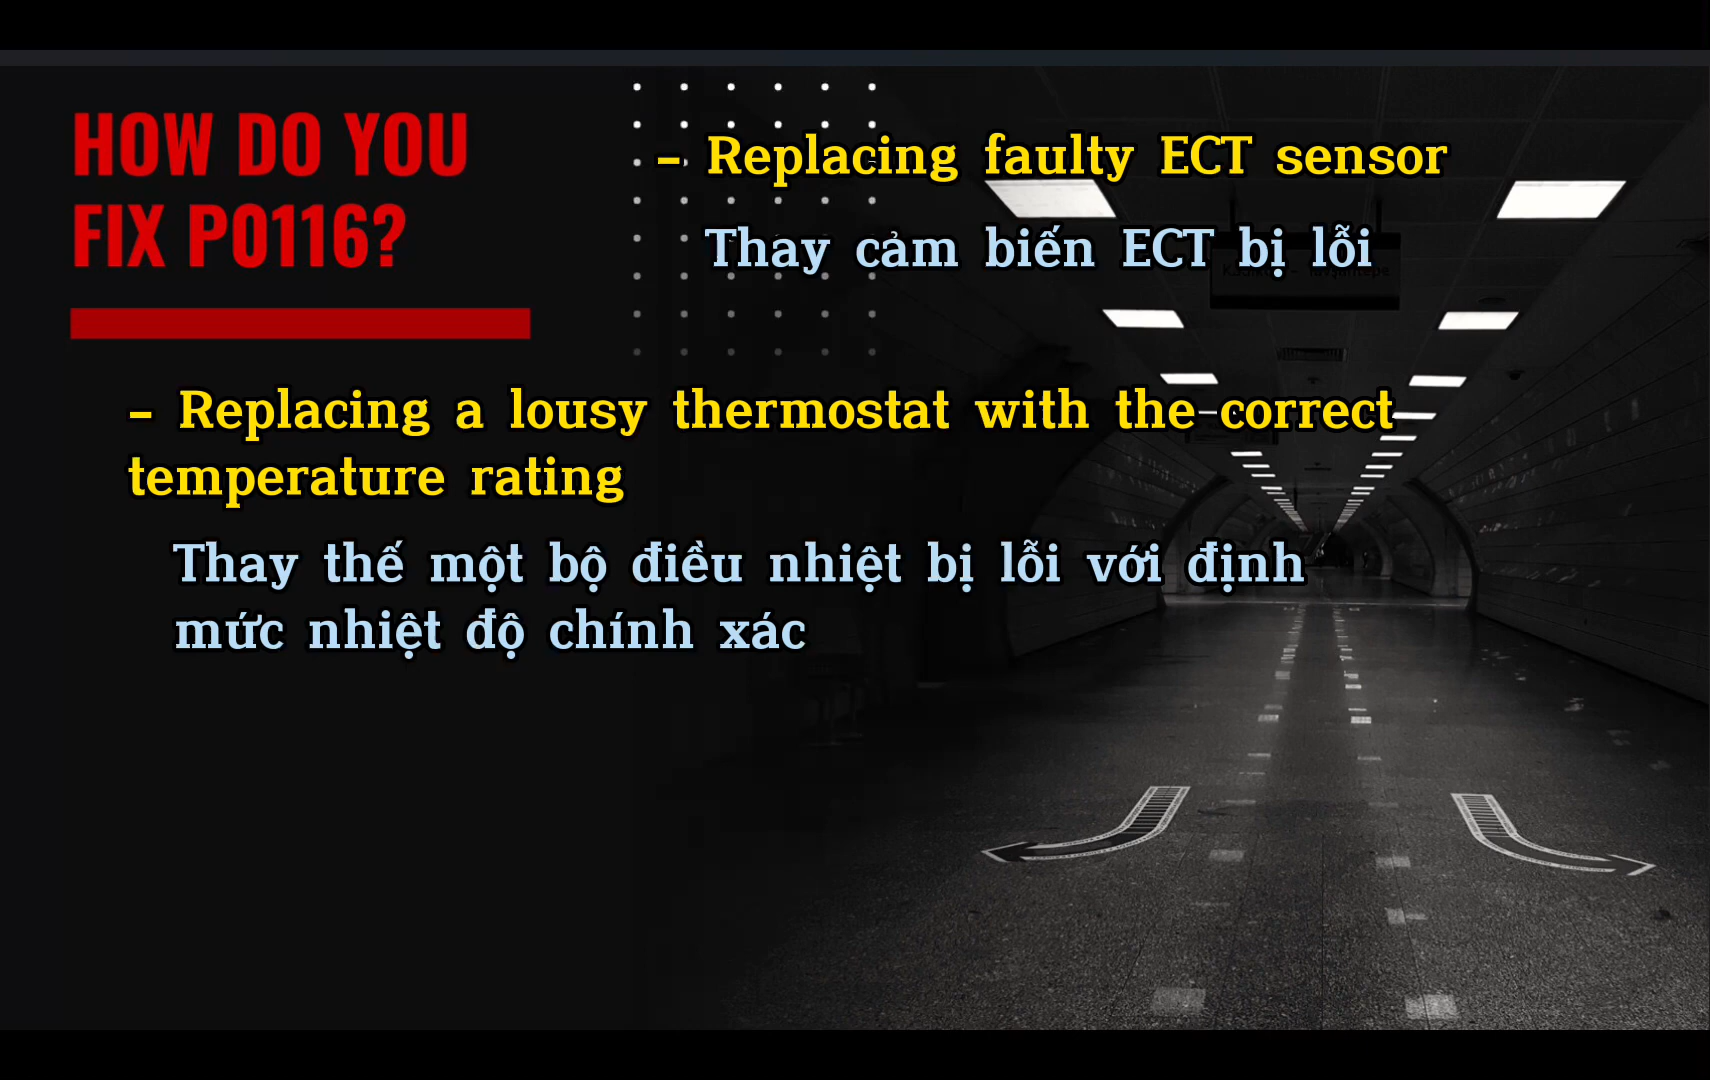 HOW DO YOU
FIX P0116?
- Replacing faulty ECT sensor
Thay cảm biến ECT bị lỗi
- Replacing a lousy thermostat with the correct
temperature rating
Thay thế một bộ điều nhiệt bị lỗi với định
mức nhiệt độ chính xác